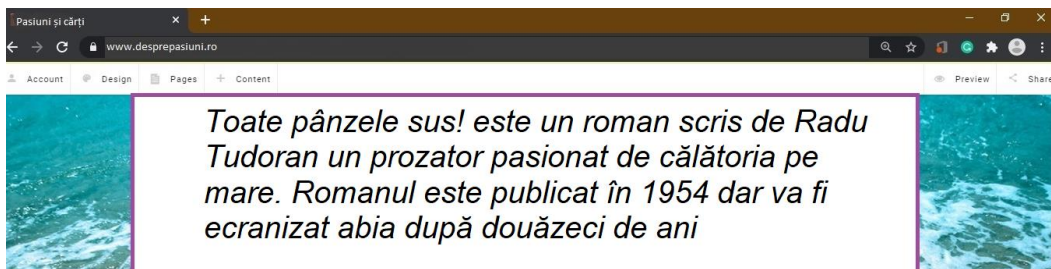 Pasiuni și cărți
www.desprepasiuni.ro
Account Design Pages Content Preview Share
Toate pânzele sus! este un roman scris de Radu
Tudoran un prozator pasionat de călătoria pe
mare. Romanul este publicat în 1954 dar va fi
ecranizat abia după douăzeci de ani